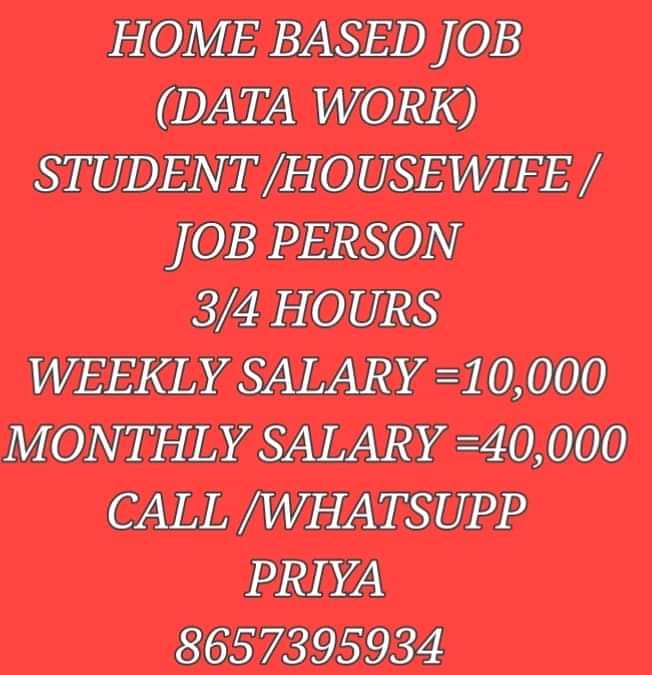 HOME BASED JOB
(DATA WORK)
STUDENT /HOUSEWIFE /
JOB PERSON
3/4 HOURS
WEEKLY SALARY =10,000
MONTHLY SALARY =40,000
CALL /WHATSUPP
PRIYA
8657395934